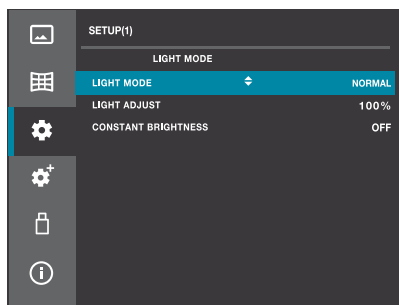 SETUP(1)
LIGHT MODE
LIGHT MODE NORMAL
LIGHT ADJUST 100%
CONSTANT BRIGHTNESS OFF